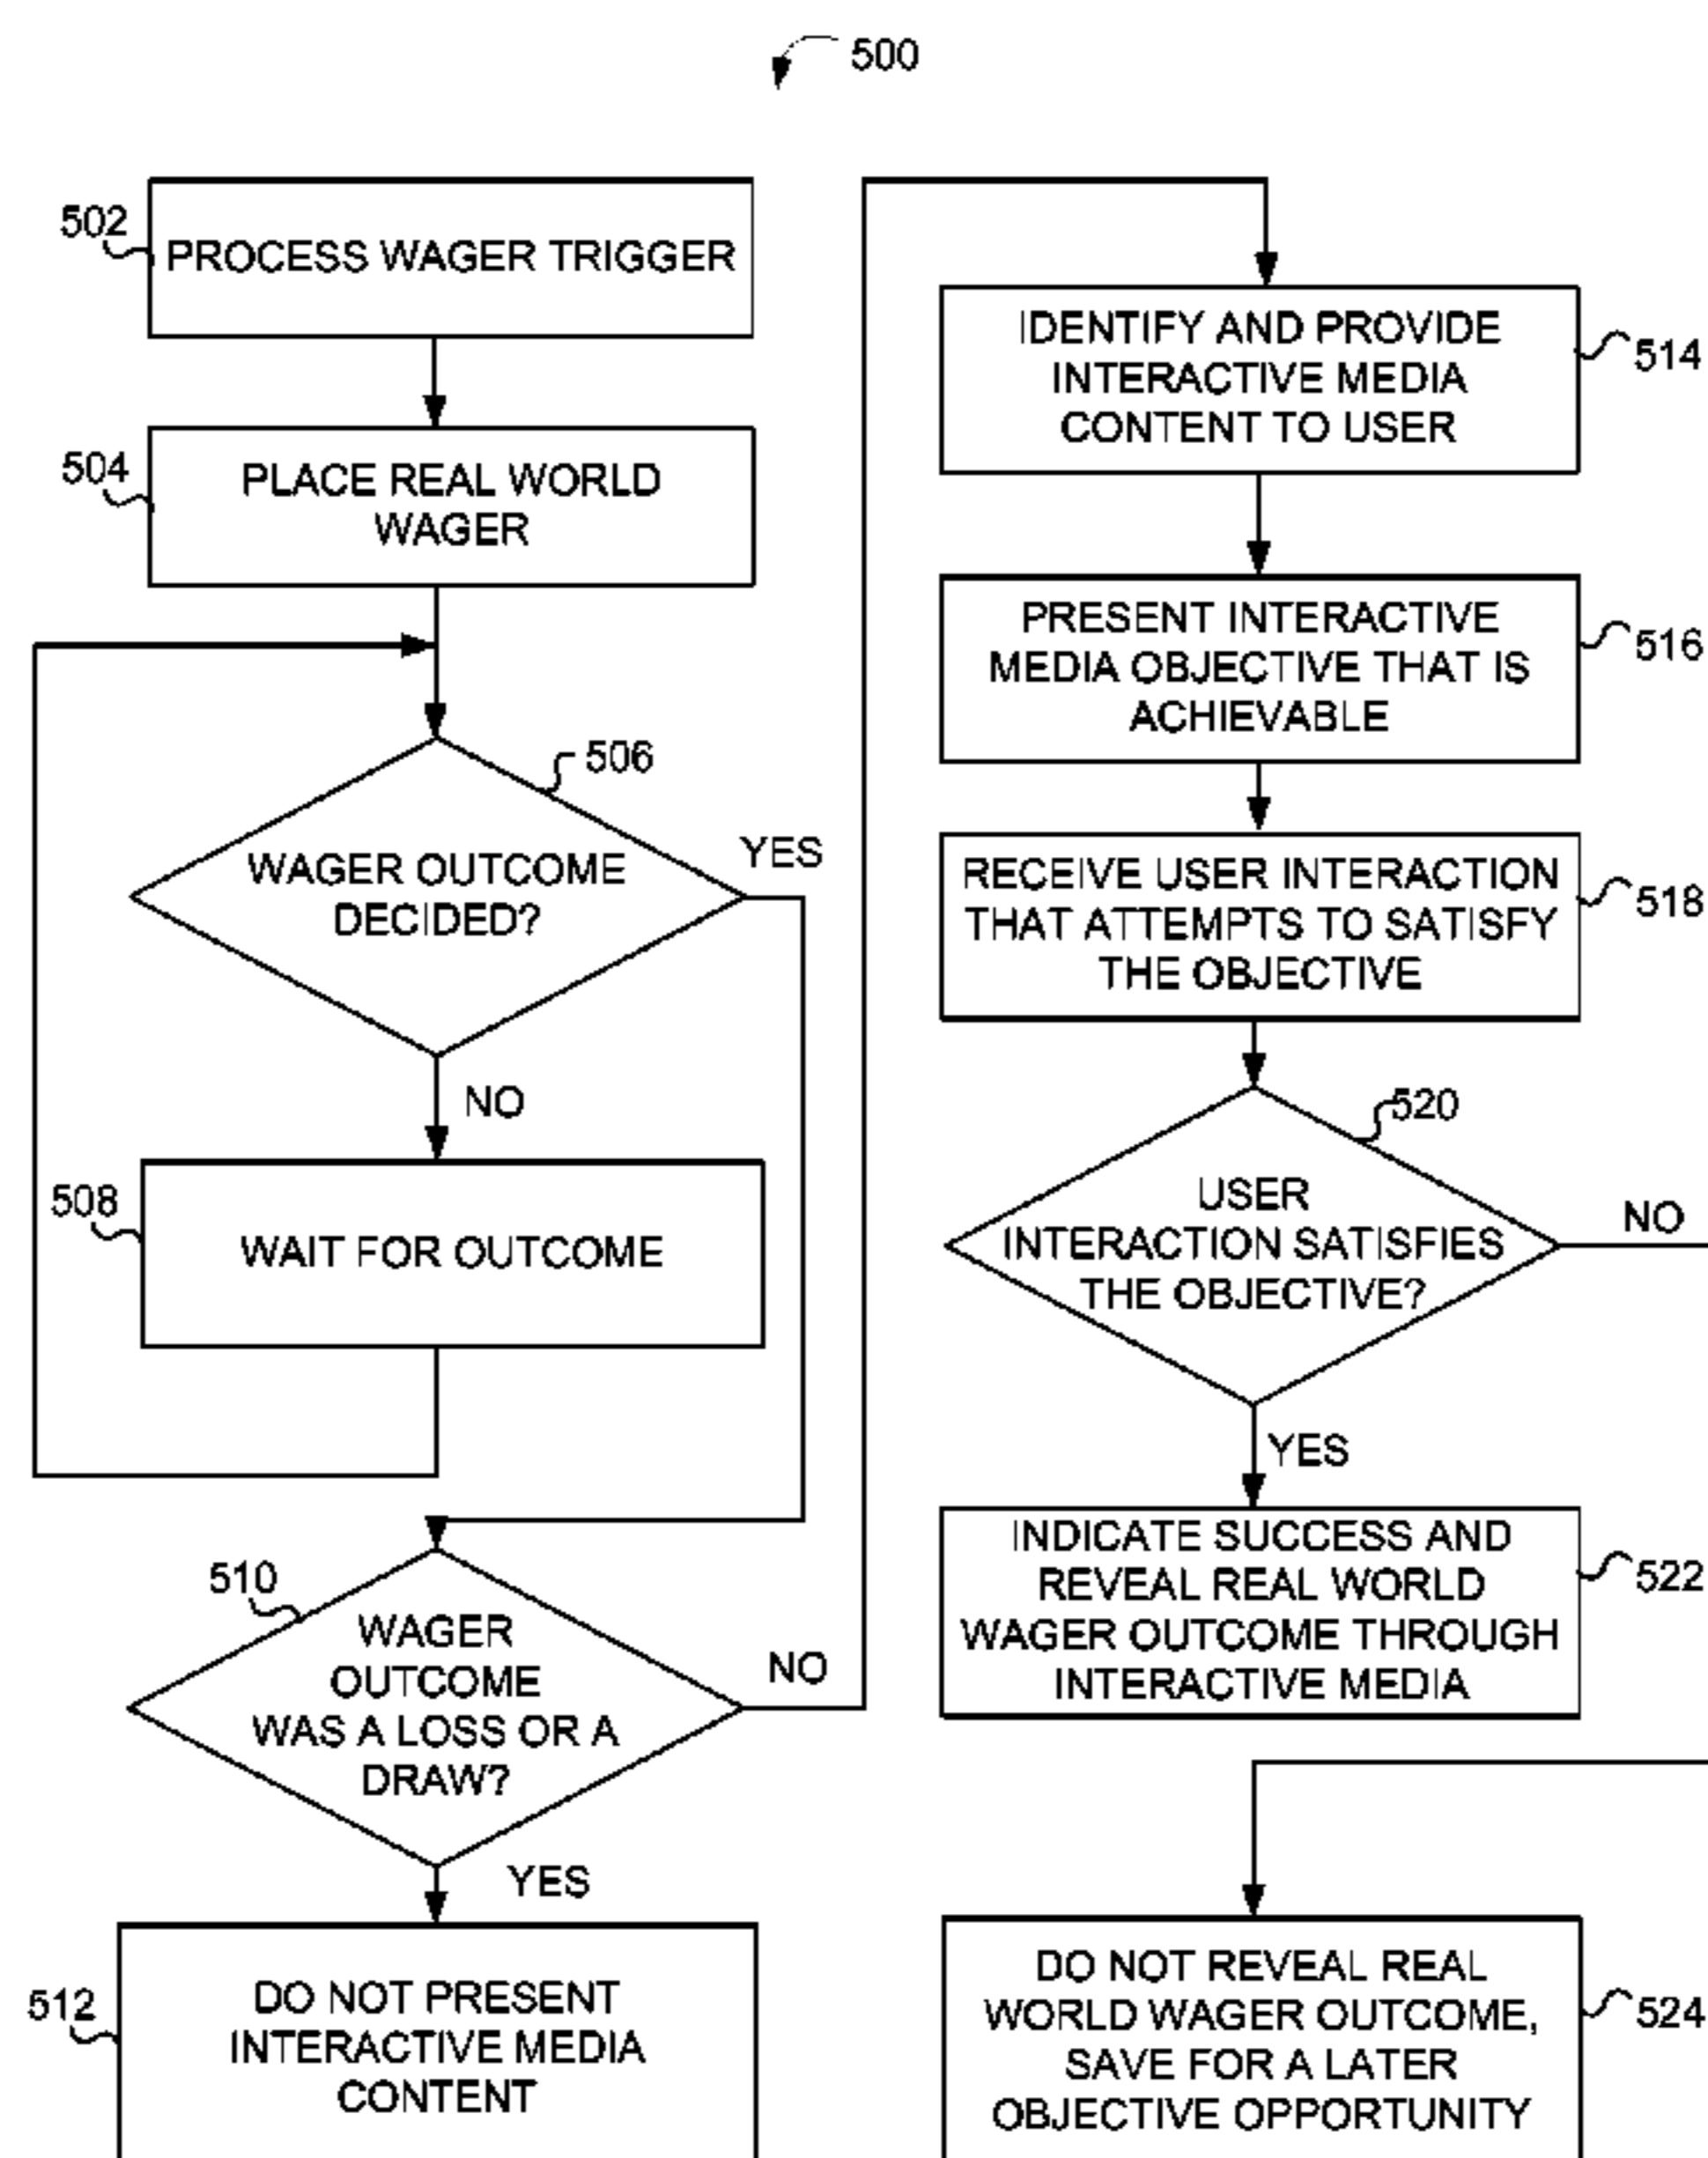 500
502
PROCESS WAGER TRIGGER
504
PLACE REAL WORLD
WAGER
506
WAGER OUTCOME
DECIDED?
YES
NO
508
WAIT FOR OUTCOME
510
WAGER
OUTCOME
WAS A LOSS OR A
DRAW?
NO
YES
512
DO NOT PRESENT
INTERACTIVE MEDIA
CONTENT
IDENTIFY AND PROVIDE
INTERACTIVE MEDIA
CONTENT TO USER
514
PRESENT INTERACTIVE
MEDIA OBJECTIVE THAT IS
ACHIEVABLE
516
RECEIVE USER INTERACTION
THAT ATTEMPTS TO SATISFY
THE OBJECTIVE
518
520
USER
INTERACTION SATISFIES
THE OBJECTIVE?
NO
YES
INDICATE SUCCESS AND
REVEAL REAL WORLD
WAGER OUTCOME THROUGH
INTERACTIVE MEDIA
522
DO NOT REVEAL REAL
WORLD WAGER OUTCOME,
SAVE FOR A LATER
OBJECTIVE OPPORTUNITY
524